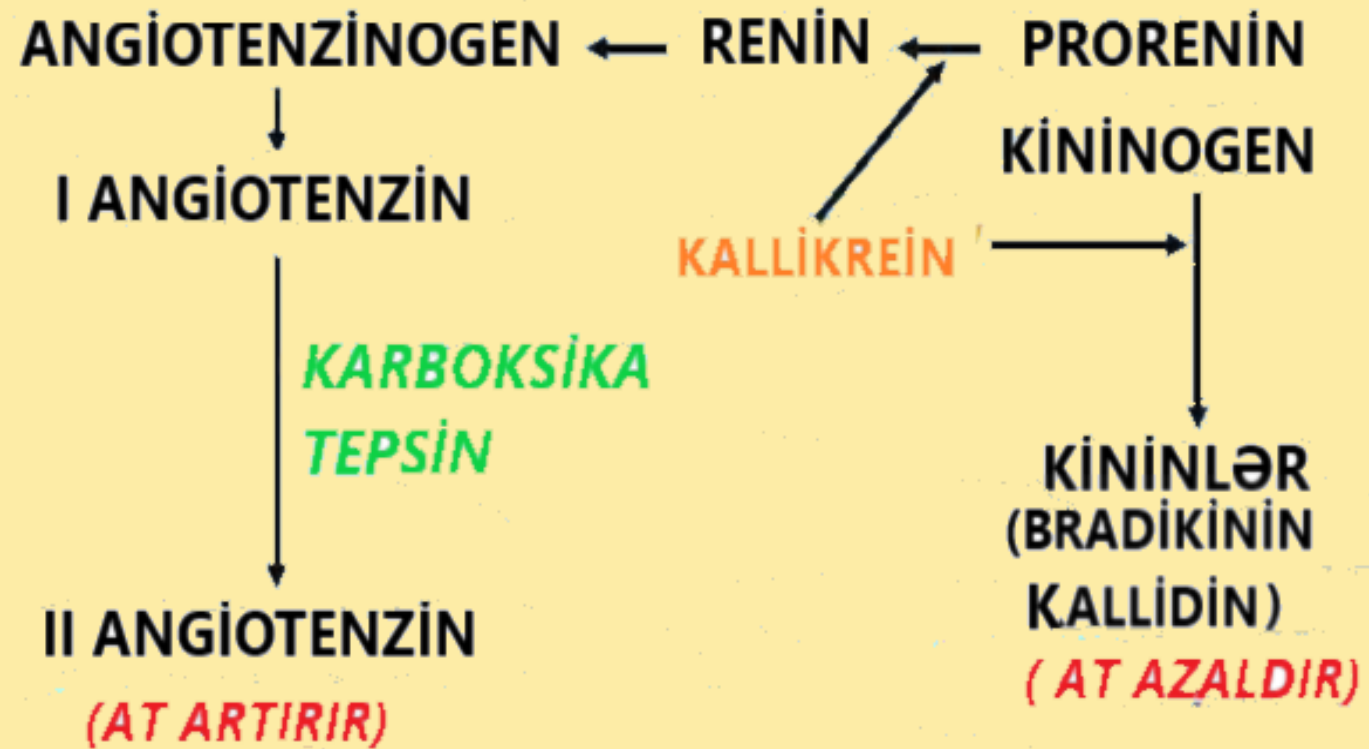 ANGİOTENZİNOGEN RENİN PRORENİN
KİNİNOGEN
I ANGİOTENZİN
KALLİKREİN
KARBOKSİKA
TEPSİN
KİNİNLƏR
(BRADİKİNİN
KALLİDİN)
II ANGİOTENZİN
( AT AZALDIR)
(AT ARTIRIR)